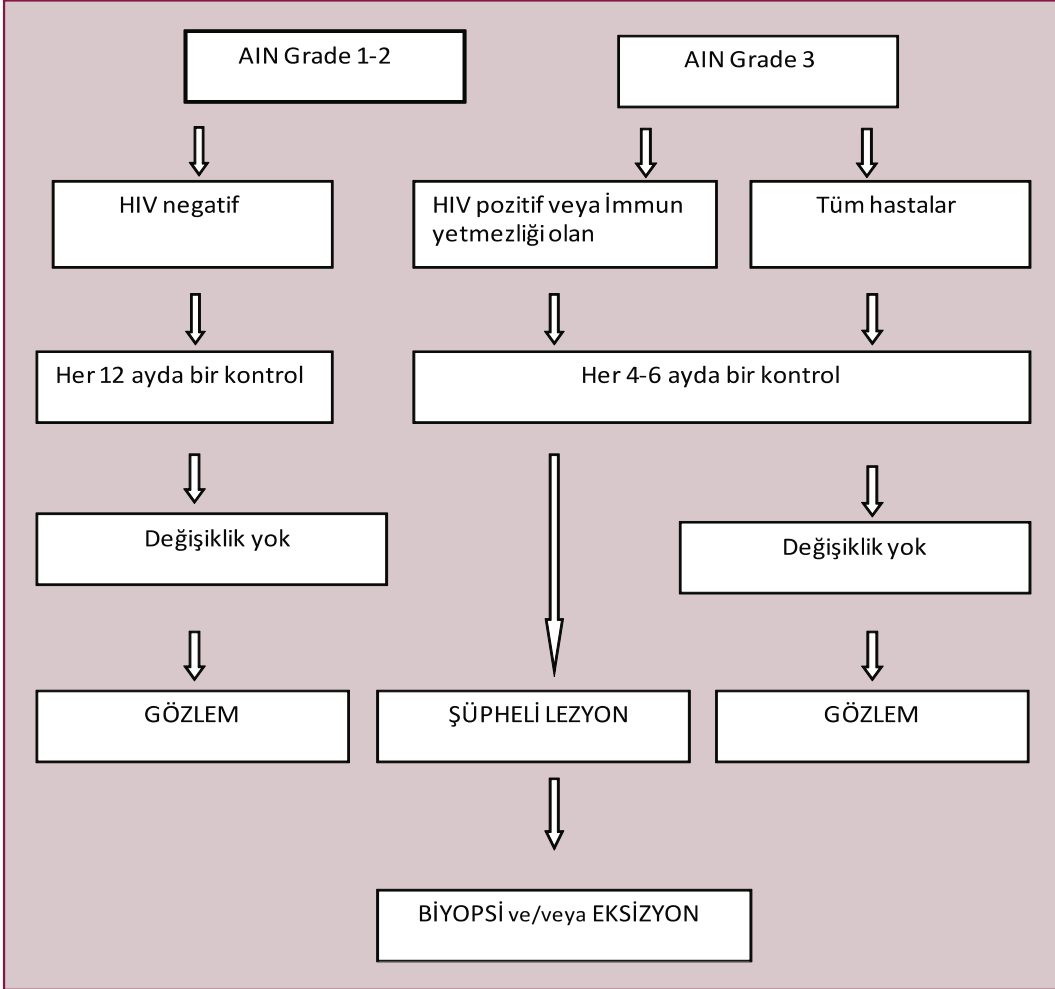 AIN Grade 1-2
AIN Grade 3
HIV negatif
HIV pozitif veya İmmun
yetmezliği olan
Tüm hastalar
Her 12 ayda bir kontrol
Her 4-6 ayda bir kontrol
Değişiklik yok
Değişiklik yok
GÖZLEM
ŞÜPHELİ LEZYON
GÖZLEM
BİYOPSİ ve/veya EKSİZYON